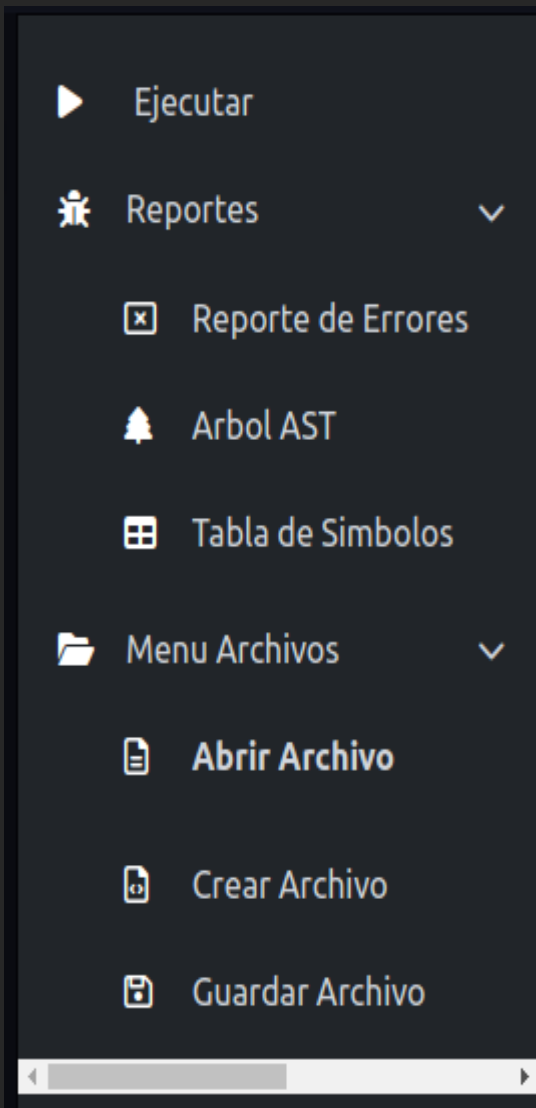 Ejecutar
Reportes
Reporte de Errores
Arbol AST
Tabla de Simbolos
Menu Archivos
Abrir Archivo
Crear Archivo
Guardar Archivo